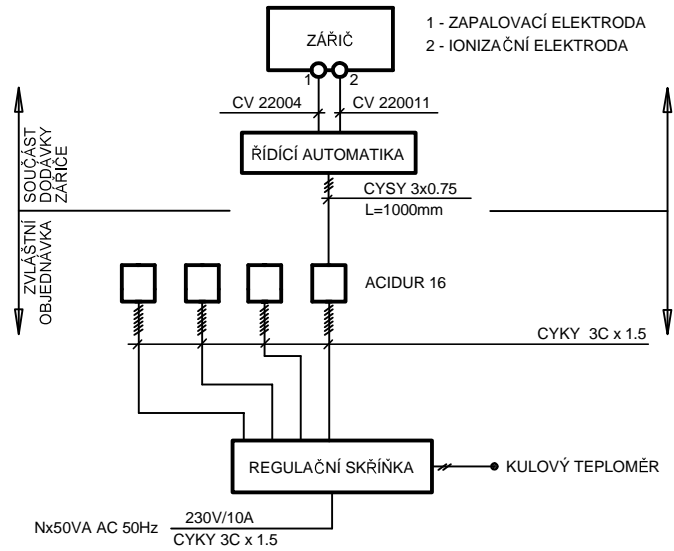 ZÁŘIČ
1 - ZAPALOVACÍ ELEKTRODA
2 - IONIZAČNÍ ELEKTRODA
1
2
CV 22004
CV 220011
ŘÍDÍCÍ AUTOMATIKA
SOUČÁST
DODÁVKY
ZÁŘICE
CYSY 3x0.75
L=1000mm
ZVLÁŠTNÍ
OBJEDNÁVKA
ACIDUR 16
CYKY 3C x 1.5
REGULAČNÍ SKŘÍŇKA
KULOVÝ TEPLOMĚR
Nx50VA AC 50Hz
230V/10A
CYKY 3C x 1.5